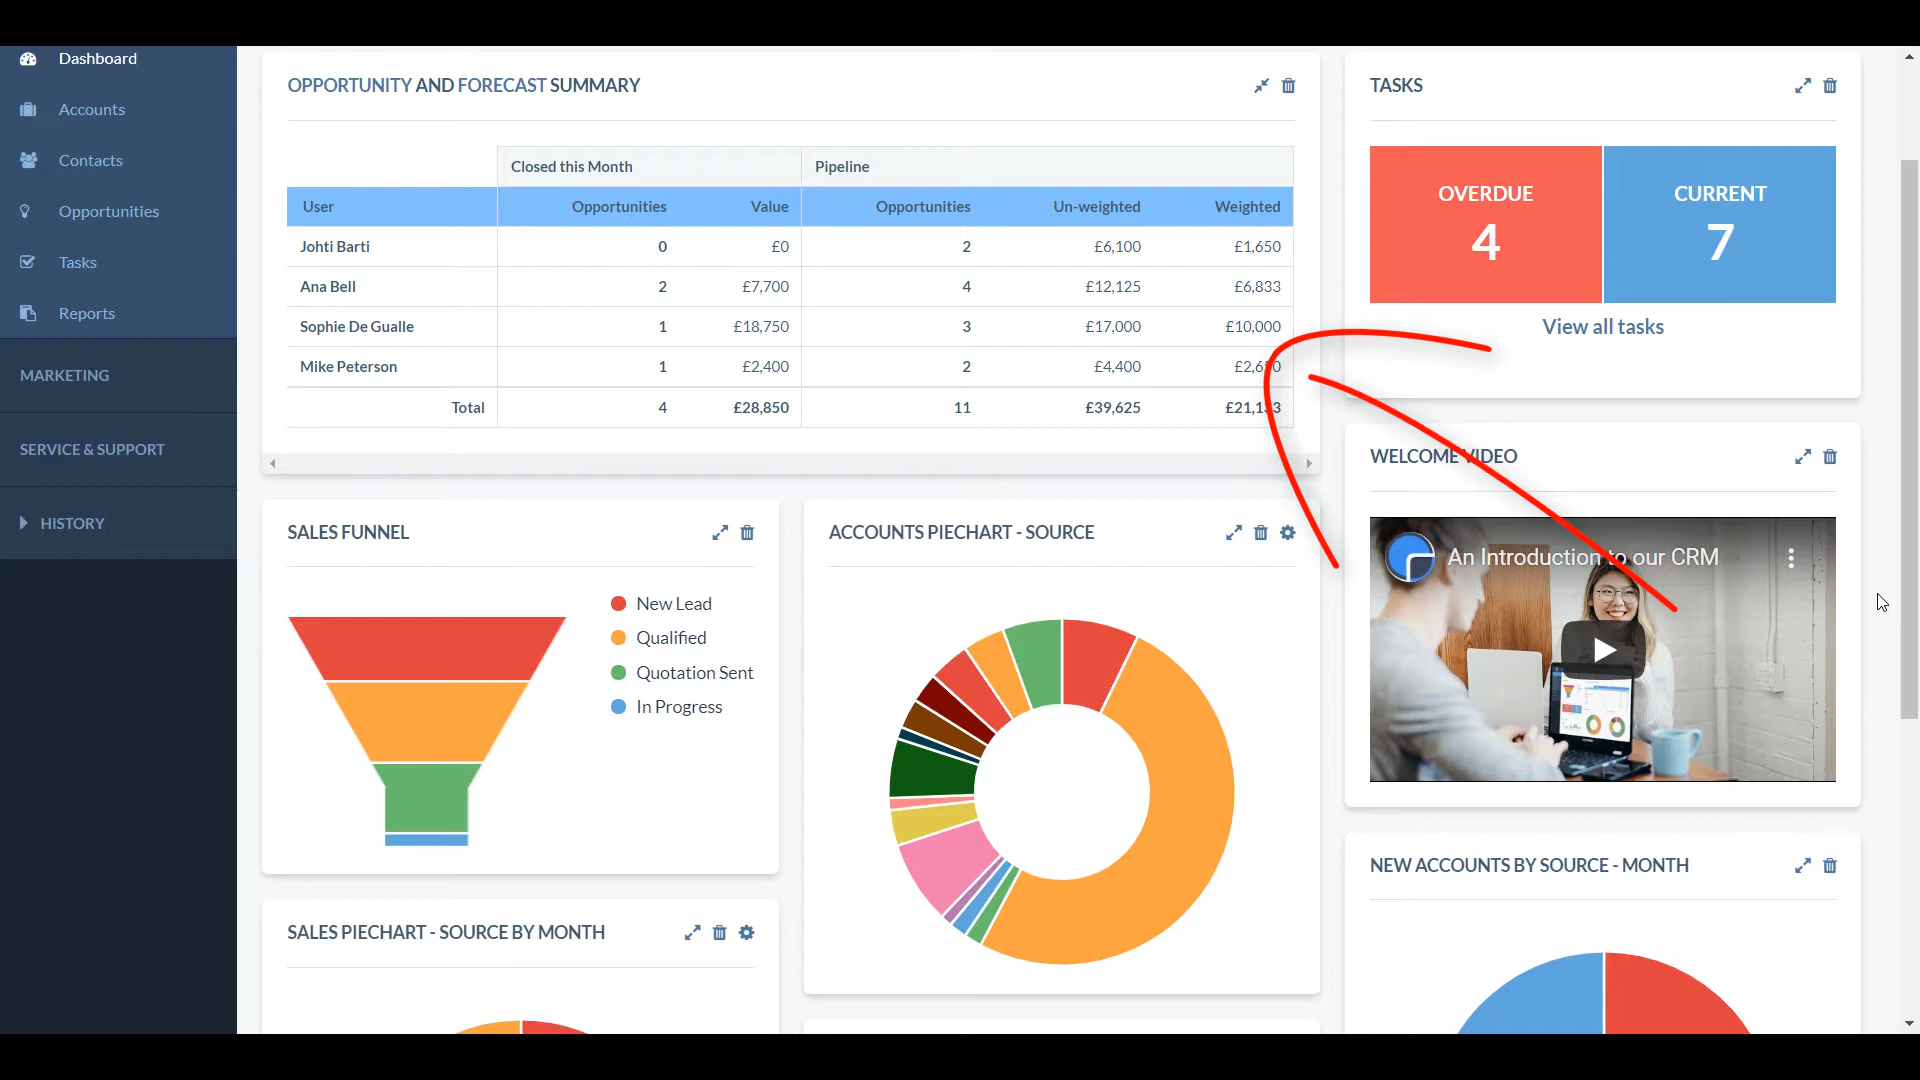 Dashboard
Accounts
Contacts
Opportunities
Tasks
Reports
MARKETING
SERVICE & SUPPORT
HISTORY
OPPORTUNITY AND FORECAST SUMMARY
Closed this Month Pipeline
User Opportunities Value Opportunities Un-weighted Weighted
Johti Barti 0 £0 2 £6,100 £1,650
Ana Bell 2 £7,700 4 £12,125 £6,833
Sophie De Gualle 1 £18,750 3 £17,000 £10,000
Mike Peterson 1 £2,400 2 £4,400 £2,650
Total 4 £28,850 11 £39,625 £21,133
TASKS
OVERDUE CURRENT
4 7
View all tasks
WELCOME VIDEO
An Introduction to our CRM
SALES FUNNEL
New Lead
Qualified
Quotation Sent
In Progress
ACCOUNTS PIECHART - SOURCE
SALES PIECHART - SOURCE BY MONTH
NEW ACCOUNTS BY SOURCE - MONTH